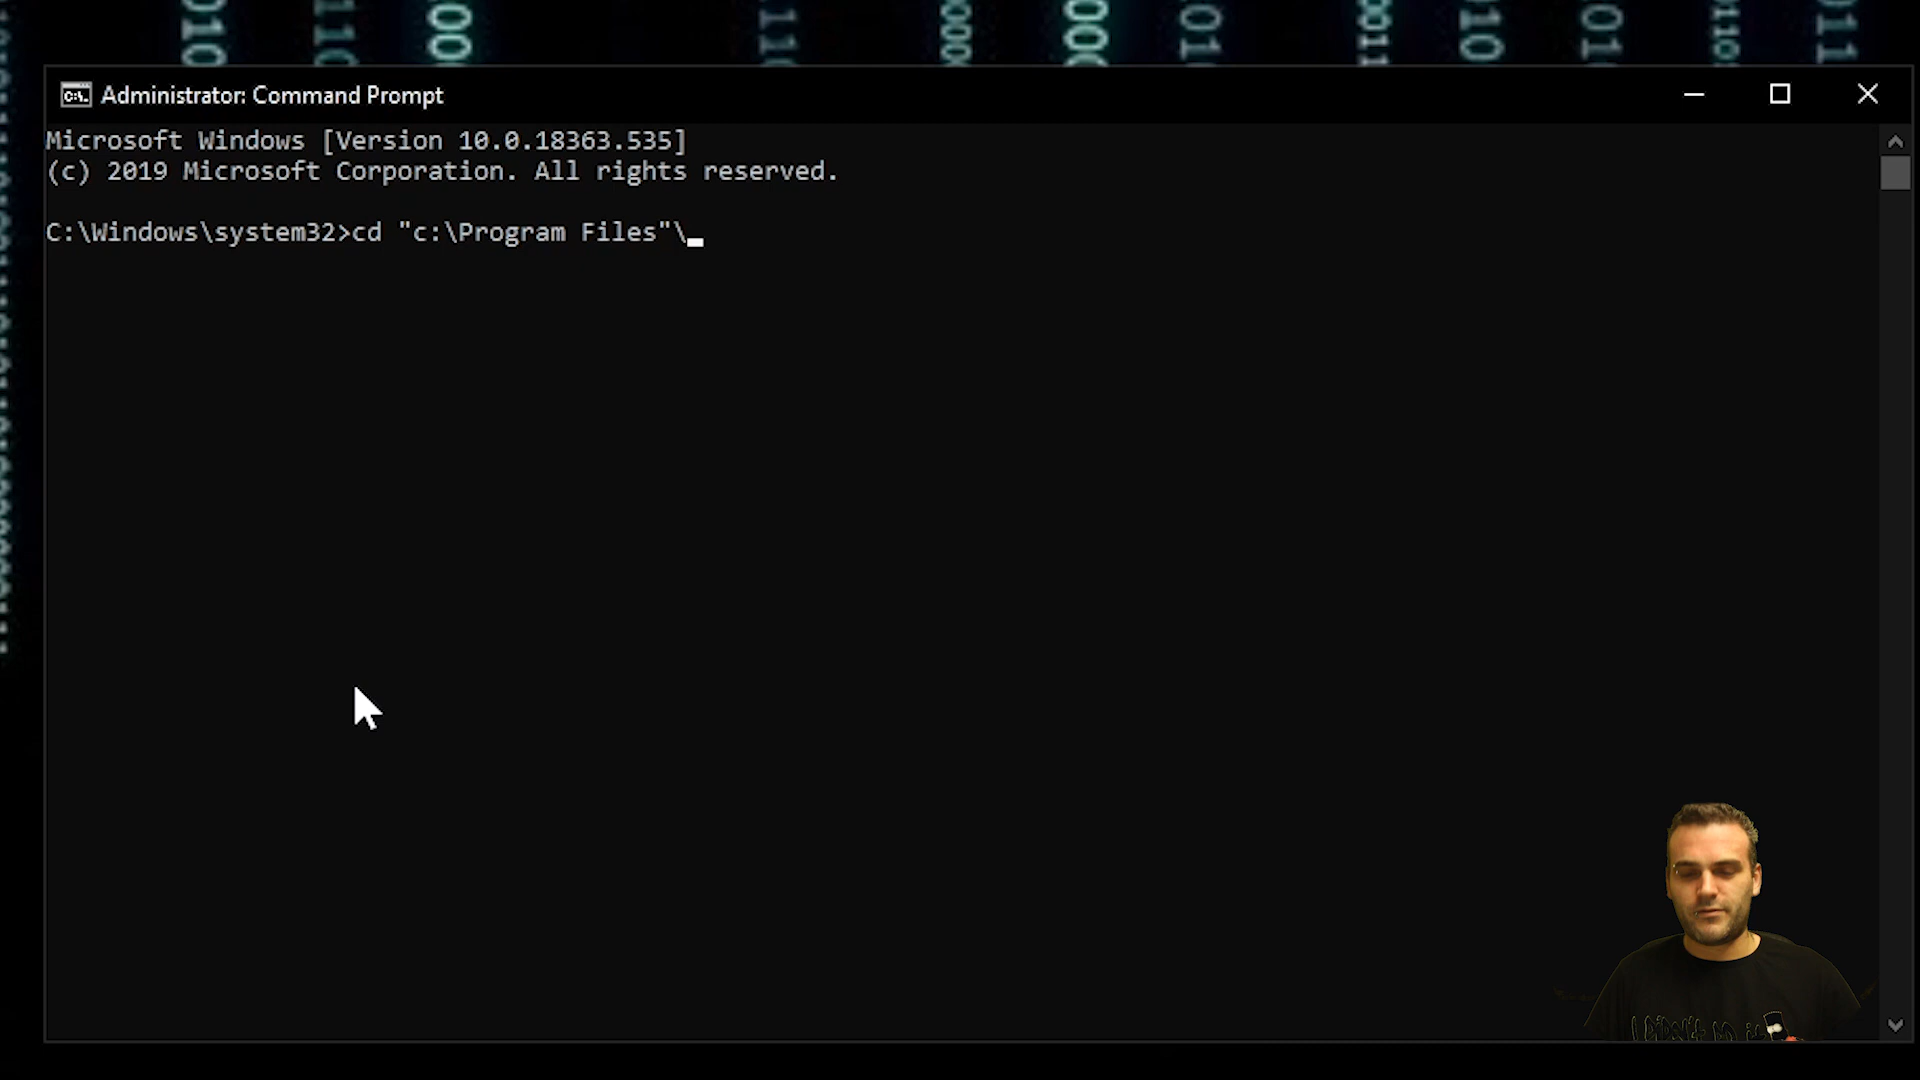 Administrator: Command Prompt
Microsoft Windows [Version 10.0.18363.535]
(c) 2019 Microsoft Corporation. All rights reserved.
C:\Windows\system32>cd "c:\Program Files"\